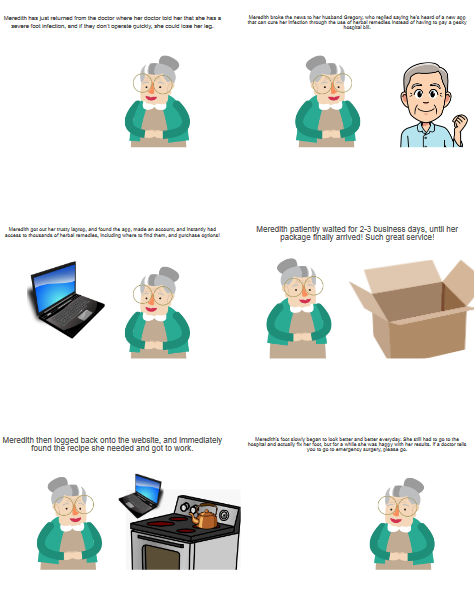 Meredith has just returned from the doctor where her doctor told her that she has a
severe foot infection, and if they don't operate quickly, she could lose her leg.
Meredith broke the news to her husband Gregory, who replied saying he's heard of a new app
that can cure her infection through the use of herbal remedies instead of having to pay a pesky
hospital bill.
Meredith got out her trusty laptop, and found the app, made an account, and instantly had
access to thousands of herbal remedies, including where to find them, and purchase options!
Meredith patiently waited for 2-3 business days, until her
package finally arrived! Such great service!
Meredith then logged back onto the website, and immediately
found the recipe she needed and got to work.
Meredith's foot slowly began to look better and better everyday. She still had to go to the
hospital and actually fix her foot, but for a while she was happy with her results. If a doctor tells
you to go to emergency surgery, please go.